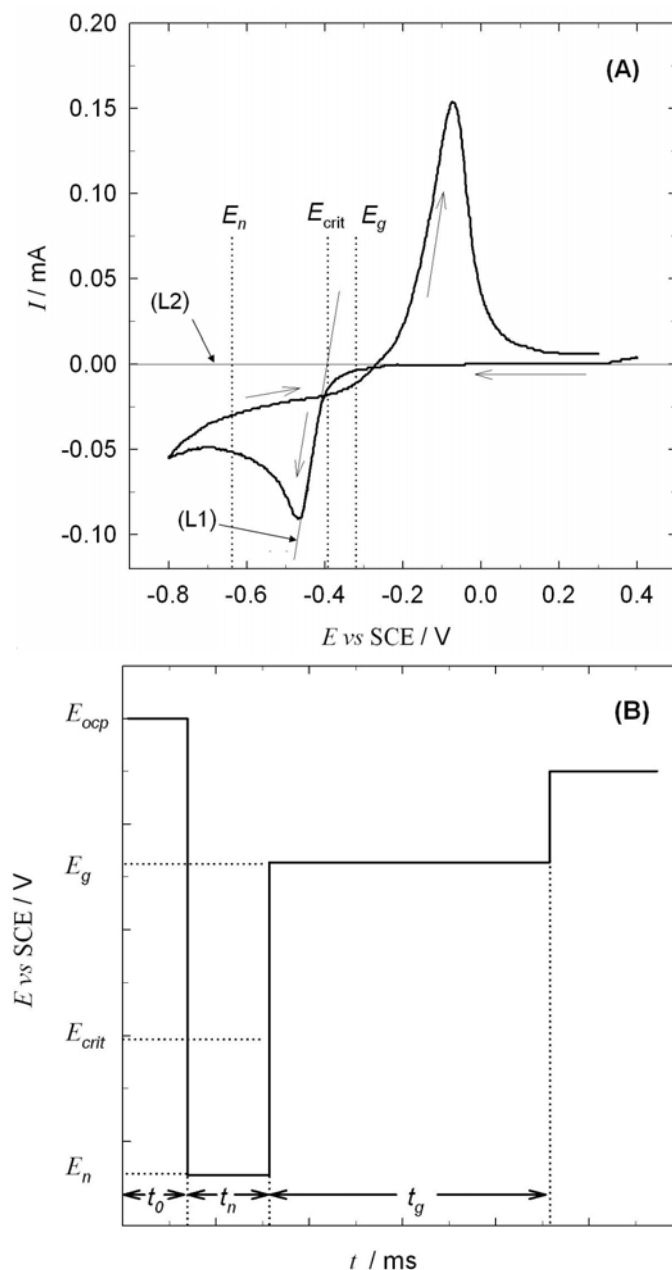 (A)
0.20
0.15
0.10
0.05
0.00
-0.05
-0.10
I / mA
E_n
E_crit
E_g
(L2)
(L1)
-0.8 -0.6 -0.4 -0.2 0.0 0.2 0.4
E vs SCE / V
(B)
E_ocp
E_g
E_crit
E_n
E vs SCE / V
t_0 t_n t_g
t / ms